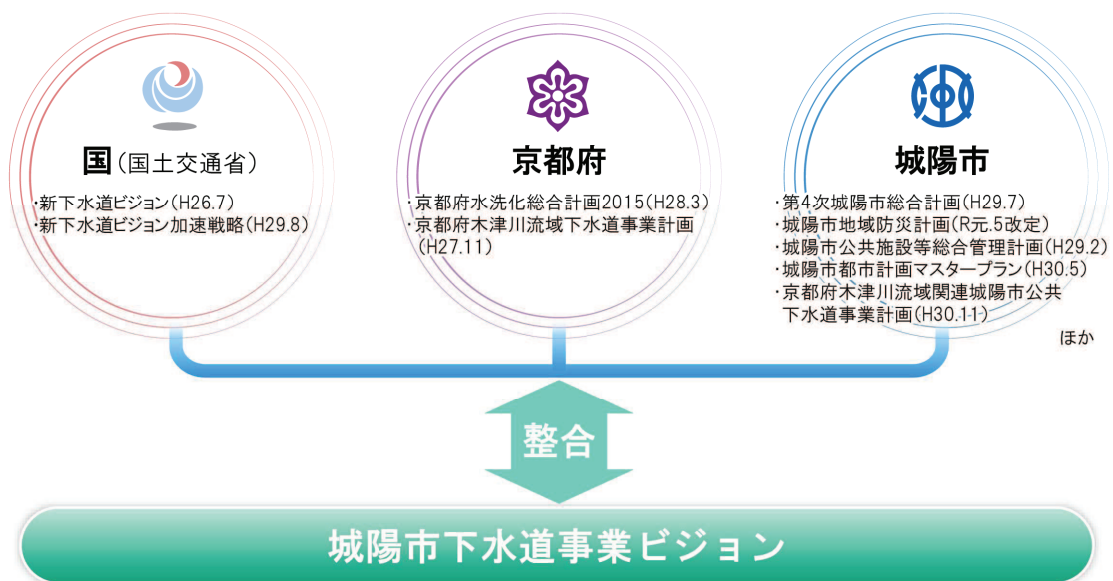 国(国土交通省)
・新下水道ビジョン(H26.7)
・新下水道ビジョン加速戦略(H29.8)
京都府
・京都府水洗化総合計画2015(H28.3)
・京都府木津川流域下水道事業計画
(H27.11)
城陽市
・第4次城陽市総合計画(H29.7)
・城陽市地域防災計画(R元.5改定)
・城陽市公共施設等総合管理計画(H29.2)
・城陽市都市計画マスタープラン(H30.5)
・京都府木津川流域関連城陽市公共
下水道事業計画(H30.11)
ほか
整合
城陽市下水道事業ビジョン